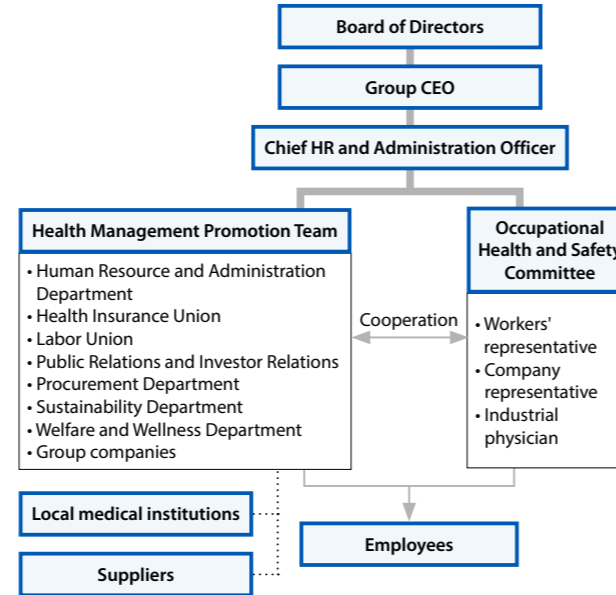 Board of Directors
Group CEO
Chief HR and Administration Officer
Health Management Promotion Team
• Human Resource and Administration
Department
• Health Insurance Union
• Labor Union
• Public Relations and Investor Relations
• Procurement Department
• Sustainability Department
• Welfare and Wellness Department
• Group companies
Cooperation
Occupational
Health and Safety
Committee
• Workers'
representative
• Company
representative
• Industrial
physician
Local medical institutions
Suppliers
Employees